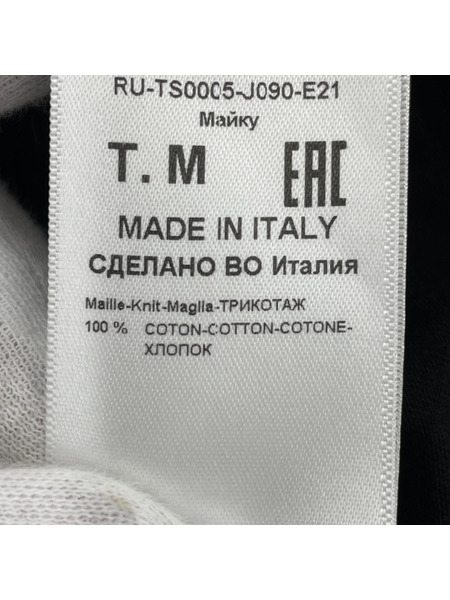 RU-TS0005-J090-E21
Майку
T. M EAC
MADE IN ITALY
СДЕЛАНО ВО Италия
Maille-Knit-Maglia-ТРИКОТАЖ
100 % COTON-COTTON-COTONE-
ХЛОПОК